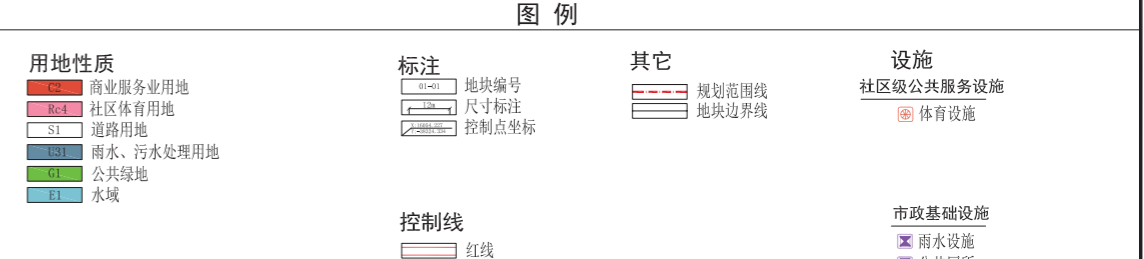 图 例
用地性质
C2 商业服务业用地
Rc4 社区体育用地
S1 道路用地
U31 雨水、污水处理用地
G1 公共绿地
E1 水域
标注
01-01 地块编号
12m 尺寸标注
控制点坐标
控制线
红线
其它
规划范围线
地块边界线
设施
社区级公共服务设施
体育设施
市政基础设施
雨水设施